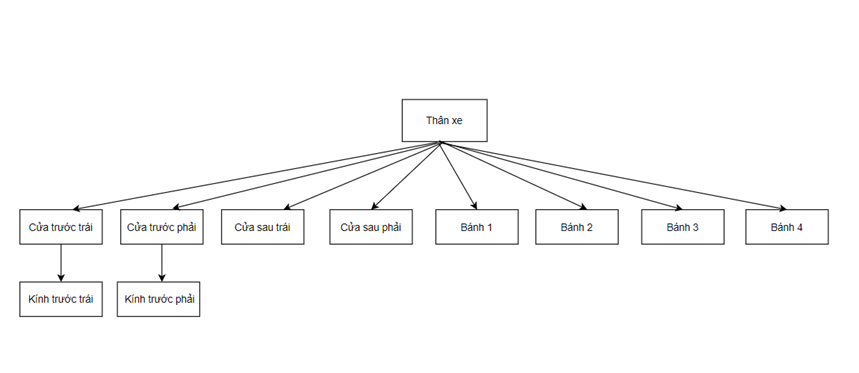 Thân xe
Cửa trước trái
Cửa trước phải
Cửa sau trái
Cửa sau phải
Bánh 1
Bánh 2
Bánh 3
Bánh 4
Kính trước trái
Kính trước phải